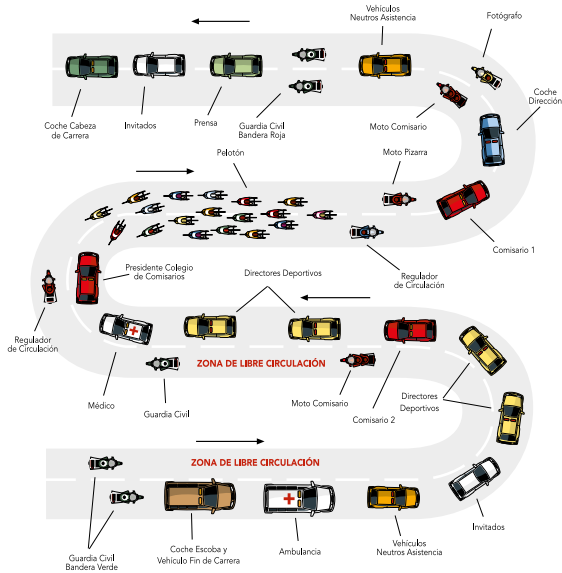 Vehículos
Neutros Asistencia
Fotógrafo
Coche
Dirección
Coche Cabeza
de Carrera
Invitados
Prensa
Guardia Civil
Bandera Roja
Moto Comisario
Moto Pizarra
Pelotón
Comisario 1
Regulador
de Circulación
Presidente Colegio
de Comisarios
Directores Deportivos
Regulador
de Circulación
Médico
Guardia Civil
ZONA DE LIBRE CIRCULACIÓN
Moto Comisario
Comisario 2
Directores
Deportivos
ZONA DE LIBRE CIRCULACIÓN
Invitados
Guardia Civil
Bandera Verde
Coche Escoba y
Vehículo Fin de Carrera
Ambulancia
Vehículos
Neutros Asistencia